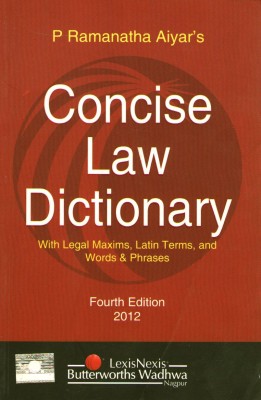 P Ramanatha Aiyar's
Concise
Law
Dictionary
With Legal Maxims, Latin Terms, and
Words & Phrases
Fourth Edition
2012
LexisNexis®
Butterworths Wadhwa
Nagpur